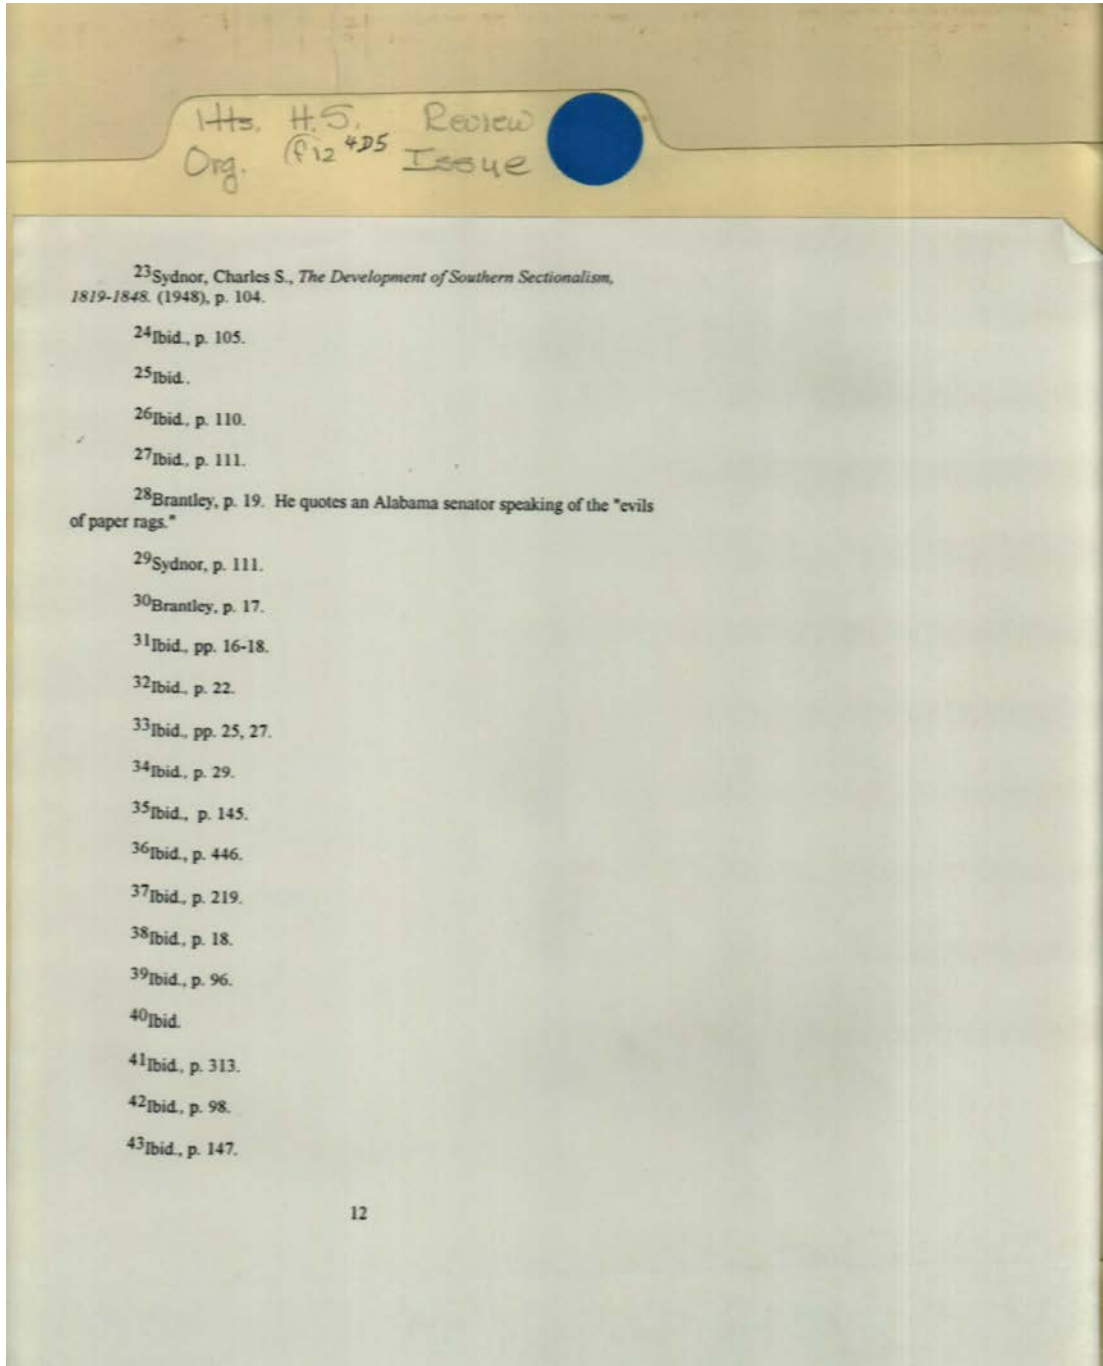 Hts. H.S. Review
Org. f12 4D5 Issue
23Sydnor, Charles S., The Development of Southern Sectionalism,
1819-1848. (1948), p. 104.
24Ibid., p. 105.
25Ibid..
26Ibid., p. 110.
27Ibid., p. 111.
28Brantley, p. 19. He quotes an Alabama senator speaking of the "evils
of paper rags."
29Sydnor, p. 111.
30Brantley, p. 17.
31Ibid., pp. 16-18.
32Ibid., p. 22.
33Ibid., pp. 25, 27.
34Ibid., p. 29.
35Ibid., p. 145.
36Ibid., p. 446.
37Ibid., p. 219.
38Ibid., p. 18.
39Ibid., p. 96.
40Ibid.
41Ibid., p. 313.
42Ibid., p. 98.
43Ibid., p. 147.
12